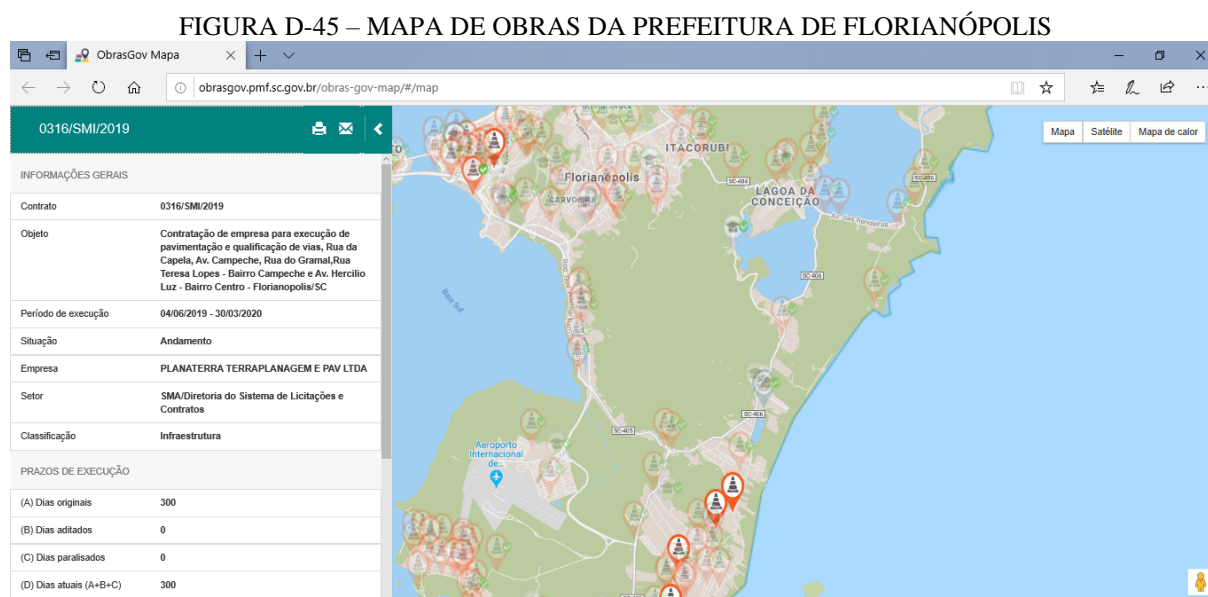 FIGURA D-45 – MAPA DE OBRAS DA PREFEITURA DE FLORIANÓPOLIS
ObrasGov Mapa
obrasgov.pmf.sc.gov.br/obras-gov-map/#/map
0316/SMI/2019
INFORMAÇÕES GERAIS
Contrato 0316/SMI/2019
Objeto Contratação de empresa para execução de
pavimentação e qualificação de vias, Rua da
Capela, Av. Campeche, Rua do Gramal,Rua
Teresa Lopes - Bairro Campeche e Av. Hercílio
Luz - Bairro Centro - Florianopolis/SC
Período de execução 04/06/2019 - 30/03/2020
Situação Andamento
Empresa PLANATERRA TERRAPLANAGEM E PAV LTDA
Setor SMA/Diretoria do Sistema de Licitações e
Contratos
Classificação Infraestrutura
PRAZOS DE EXECUÇÃO
(A) Dias originais 300
(B) Dias aditados 0
(C) Dias paralisados 0
(D) Dias atuais (A+B+C) 300
Mapa Satélite Mapa de calor
ITACORUBI
Florianópolis
SC-404
SC-406
LAGOA DA
CONCEIÇÃO
CARVOEIRA
Av. das Rendeiras
SC-406
Baía Sul
SC-406
SC-405
Aeroporto
Internacional
de...